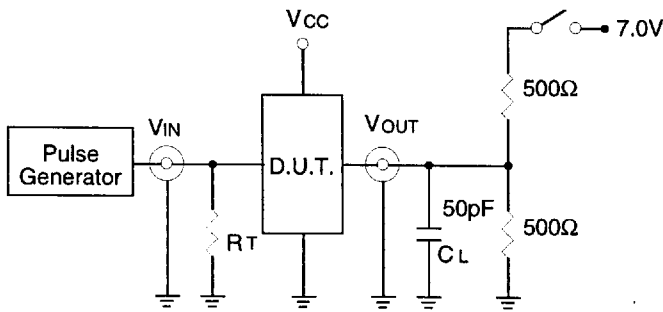 VCC
7.0V
500Ω
VIN
VOUT
Pulse
Generator
D.U.T.
50pF
RT
CL
500Ω